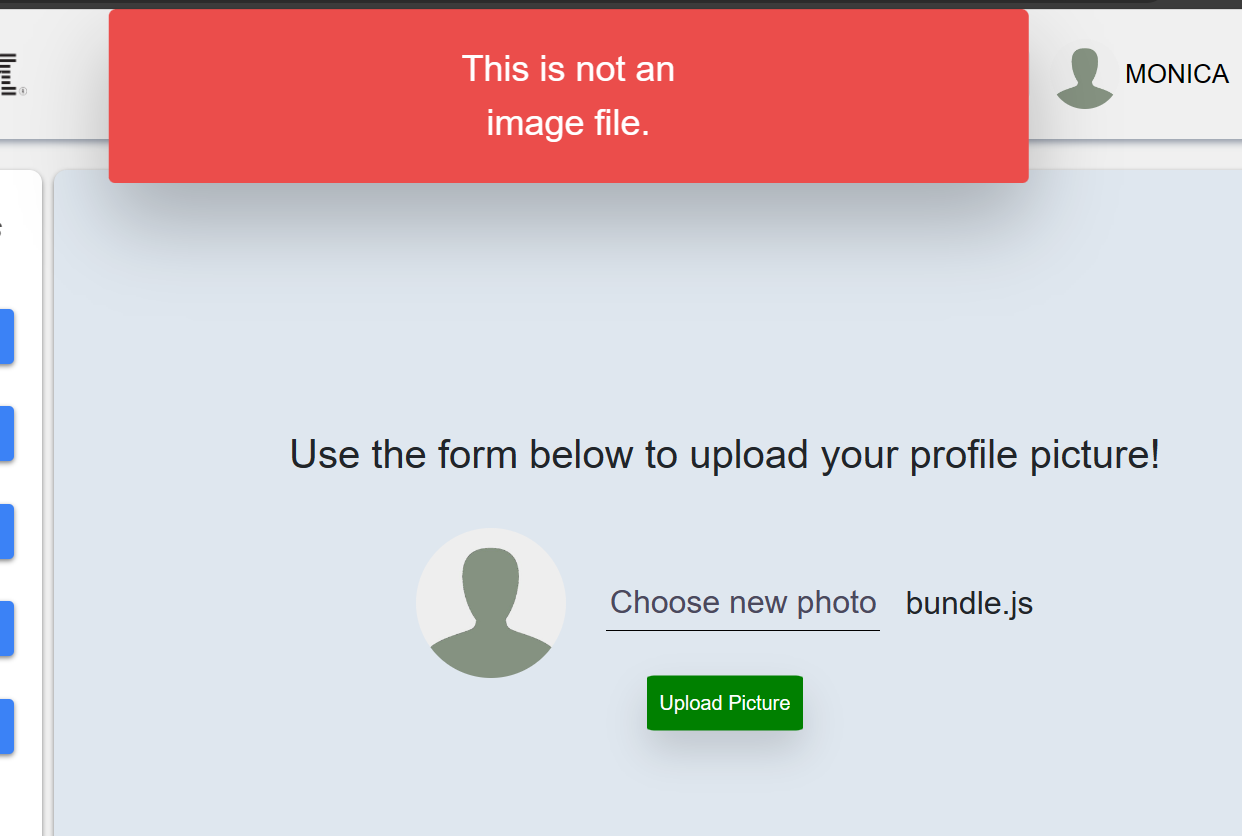 This is not an
image file.
MONICA
Use the form below to upload your profile picture!
Choose new photo bundle.js
Upload Picture